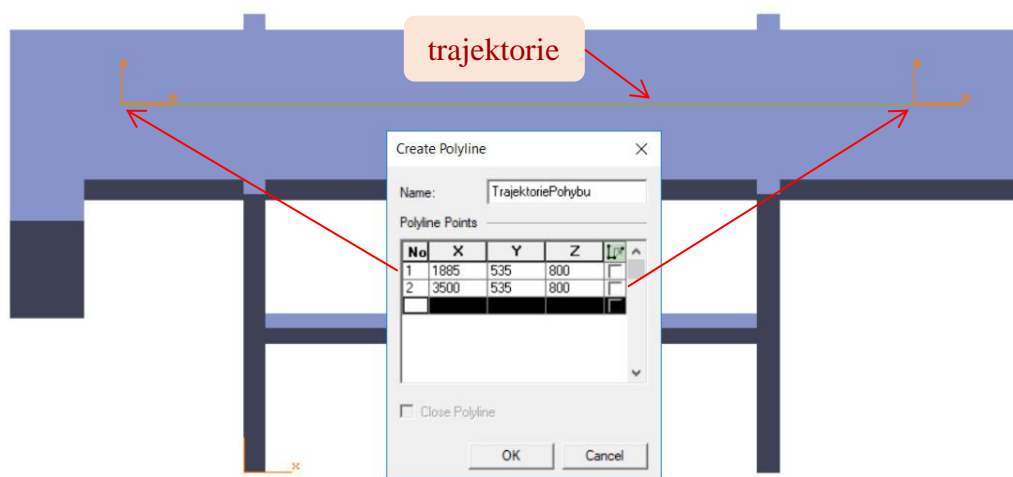 trajektorie
Create Polyline
Name: TrajektoriePohybu
Polyline Points
No X Y Z
1 1885 535 800
2 3500 535 800
Close Polyline
OK Cancel
x